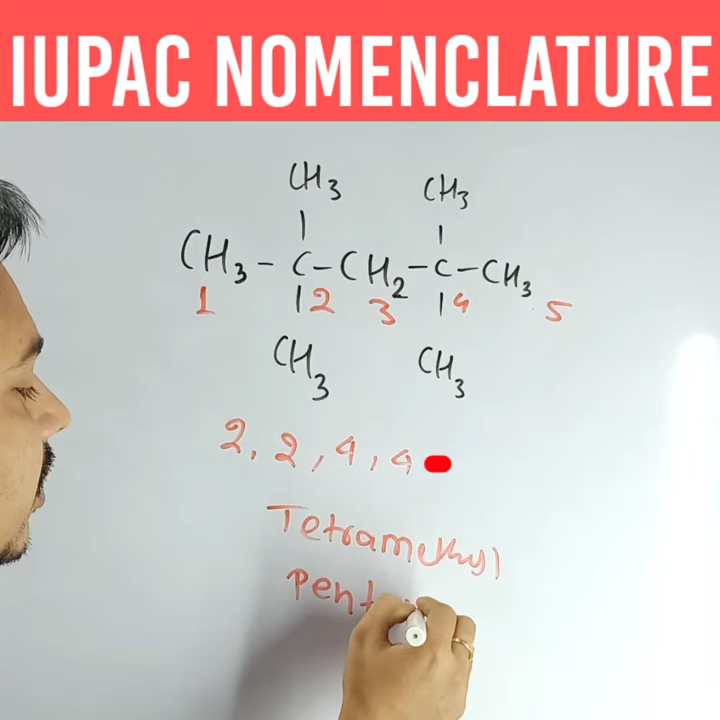 IUPAC NOMENCLATURE
CH3 CH3
CH3-C-CH2-C-CH3
1 2 3 4 5
CH3 CH3
2, 2, 4, 4 -
Tetramethyl
Pent